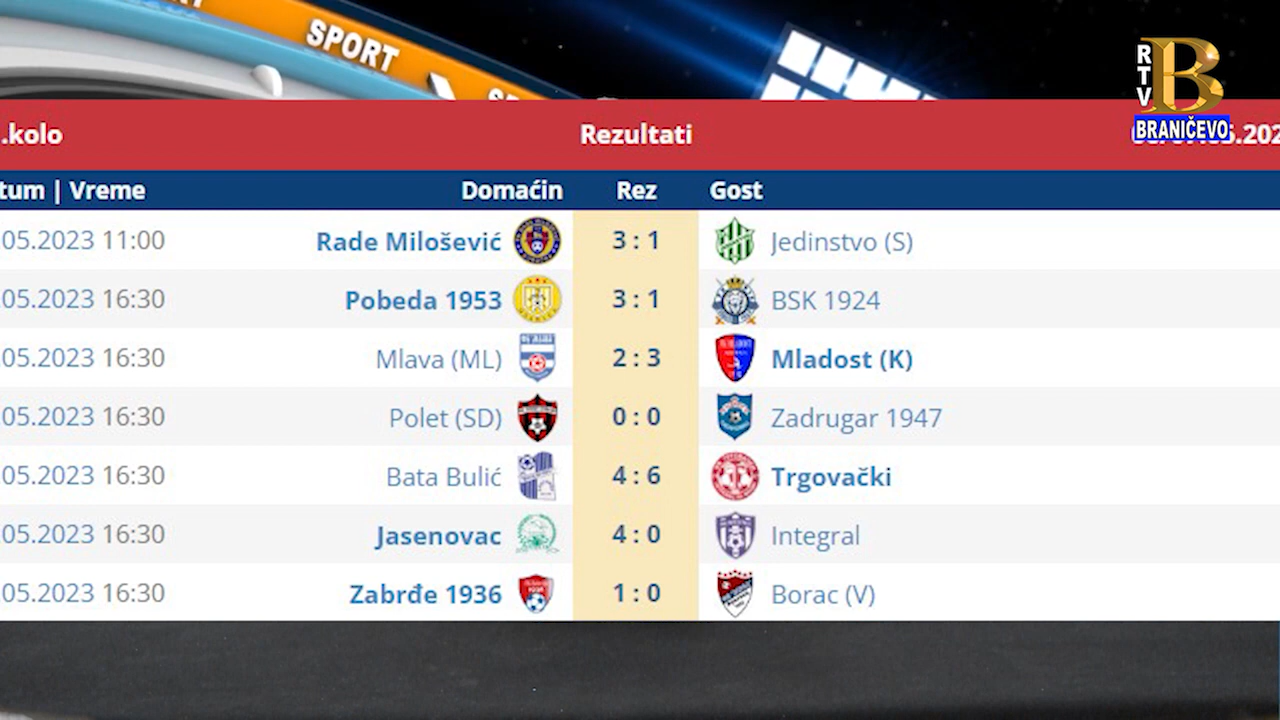 SPORT
RTV
B
BRANIČEVO
.kolo Rezultati .202
tum | Vreme Domaćin Rez Gost
.05.2023 11:00 Rade Milošević 3 : 1 Jedinstvo (S)
.05.2023 16:30 Pobeda 1953 3 : 1 BSK 1924
.05.2023 16:30 Mlava (ML) 2 : 3 Mladost (K)
.05.2023 16:30 Polet (SD) 0 : 0 Zadrugar 1947
.05.2023 16:30 Bata Bulić 4 : 6 Trgovački
.05.2023 16:30 Jasenovac 4 : 0 Integral
.05.2023 16:30 Zabrđe 1936 1 : 0 Borac (V)